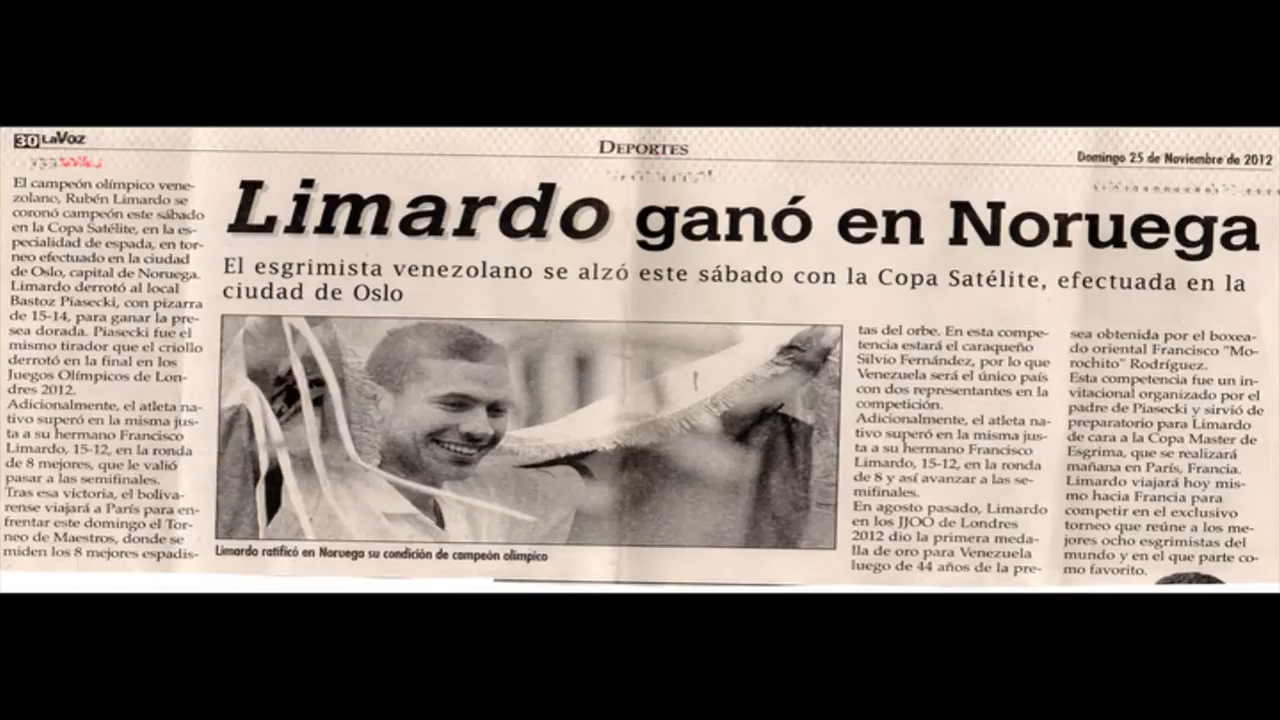 30 LaVoz
DEPORTES
Domingo 25 de Noviembre de 2012
Limardo ganó en Noruega
El esgrimista venezolano se alzó este sábado con la Copa Satélite, efectuada en la
ciudad de Oslo
El campeón olímpico vene-
zolano, Rubén Limardo se
coronó campeón este sábado
en la Copa Satélite, en la es-
pecialidad de espada, en tor-
neo efectuado en la ciudad
de Oslo, capital de Noruega.
Limardo derrotó al local
Bastoz Piasecki, con pizarra
de 15-14, para ganar la pre-
sea dorada. Piasecki fue el
mismo tirador que el criollo
derrotó en la final en los
Juegos Olímpicos de Lon-
dres 2012.
Adicionalmente, el atleta na-
tivo superó en la misma jus-
ta a su hermano Francisco
Limardo, 15-12, en la ronda
de 8 mejores, que le valió
pasar a las semifinales.
Tras esa victoria, el boliva-
rense viajará a París para en-
frentar este domingo el Tor-
neo de Maestros, donde se
miden los 8 mejores espadis-
Limardo ratificó en Noruega su condición de campeón olímpico
tas del orbe. En esta compe-
tencia estará el caraqueño
Silvio Fernández, por lo que
Venezuela será el único país
con dos representantes en la
competición.
Adicionalmente, el atleta na-
tivo superó en la misma jus-
ta a su hermano Francisco
Limardo, 15-12, en la ronda
de 8 y así avanzar a las se-
mifinales.
En agosto pasado, Limardo
en los JJOO de Londres
2012 dio la primera meda-
lla de oro para Venezuela
luego de 44 años de la pre-
sea obtenida por el boxea-
do oriental Francisco "Mo-
rochito" Rodríguez.
Esta competencia fue un in-
vitacional organizado por el
padre de Piasecki y sirvió de
preparatorio para Limardo
de cara a la Copa Master de
Esgrima, que se realizará
mañana en París, Francia.
Limardo viajará hoy mis-
mo hacia Francia para
competir en el exclusivo
torneo que reúne a los me-
jores ocho esgrimistas del
mundo y en el que parte co-
mo favorito.